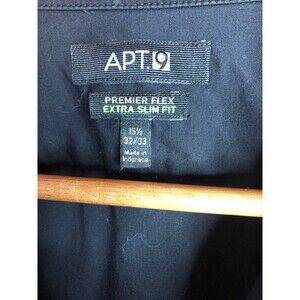 APT.9
PREMIER FLEX
EXTRA SLIM FIT
15½
32/33
Made in
Indonesia